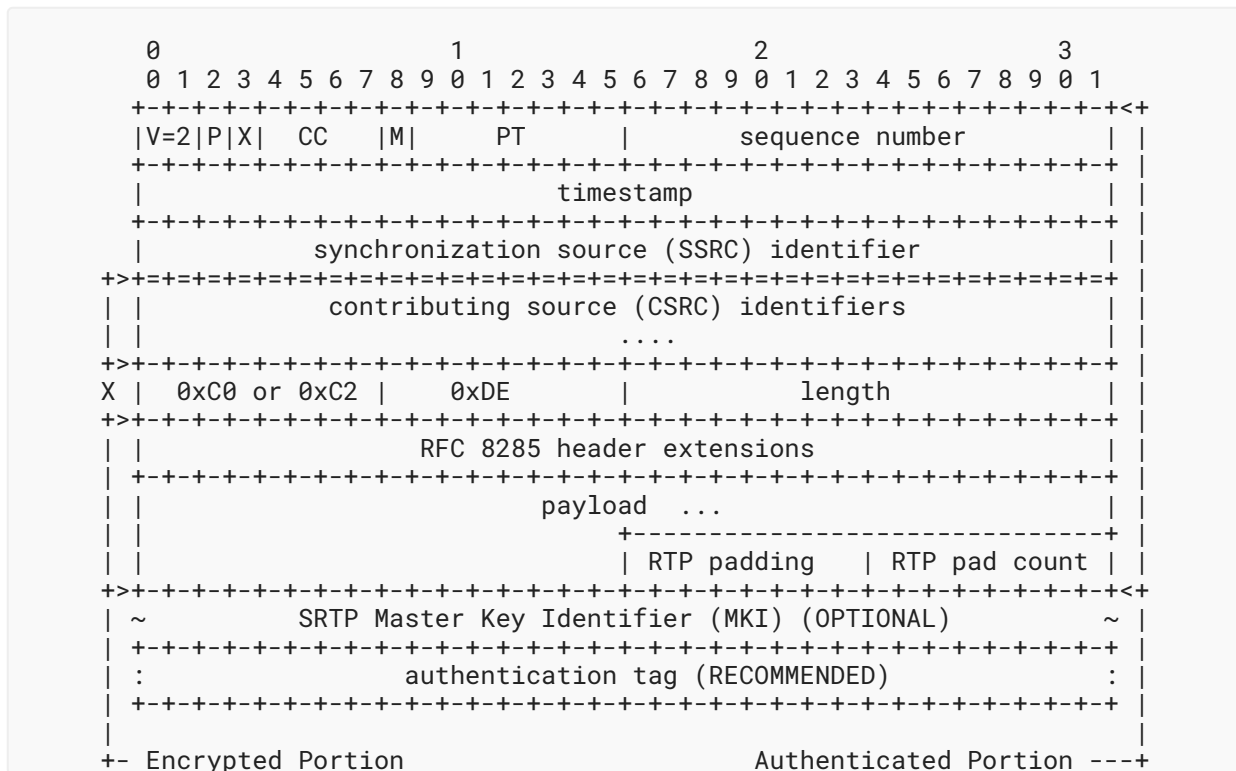 0                   1                   2                   3
0 1 2 3 4 5 6 7 8 9 0 1 2 3 4 5 6 7 8 9 0 1 2 3 4 5 6 7 8 9 0 1
+-+-+-+-+-+-+-+-+-+-+-+-+-+-+-+-+-+-+-+-+-+-+-+-+-+-+-+-+-+-+-+-+<+
|V=2|P|X|  CC   |M|     PT      |       sequence number         | |
+-+-+-+-+-+-+-+-+-+-+-+-+-+-+-+-+-+-+-+-+-+-+-+-+-+-+-+-+-+-+-+-+ |
|                           timestamp                           | |
+-+-+-+-+-+-+-+-+-+-+-+-+-+-+-+-+-+-+-+-+-+-+-+-+-+-+-+-+-+-+-+-+ |
|           synchronization source (SSRC) identifier            | |
+>+=+=+=+=+=+=+=+=+=+=+=+=+=+=+=+=+=+=+=+=+=+=+=+=+=+=+=+=+=+=+=+=+ |
| |            contributing source (CSRC) identifiers             | |
| |                               ....                            | |
+>+-+-+-+-+-+-+-+-+-+-+-+-+-+-+-+-+-+-+-+-+-+-+-+-+-+-+-+-+-+-+-+-+ |
X |  0xC0 or 0xC2 |    0xDE       |           length              | |
+>+-+-+-+-+-+-+-+-+-+-+-+-+-+-+-+-+-+-+-+-+-+-+-+-+-+-+-+-+-+-+-+-+ |
| |                  RFC 8285 header extensions                   | |
| +-+-+-+-+-+-+-+-+-+-+-+-+-+-+-+-+-+-+-+-+-+-+-+-+-+-+-+-+-+-+-+-+ |
| |                          payload  ...                         | |
| |                               +-------------------------------+ |
| |                               | RTP padding   | RTP pad count | |
+>+-+-+-+-+-+-+-+-+-+-+-+-+-+-+-+-+-+-+-+-+-+-+-+-+-+-+-+-+-+-+-+-+<+
| ~          SRTP Master Key Identifier (MKI) (OPTIONAL)          ~ |
| +-+-+-+-+-+-+-+-+-+-+-+-+-+-+-+-+-+-+-+-+-+-+-+-+-+-+-+-+-+-+-+-+ |
| :                 authentication tag (RECOMMENDED)              : |
| +-+-+-+-+-+-+-+-+-+-+-+-+-+-+-+-+-+-+-+-+-+-+-+-+-+-+-+-+-+-+-+-+ |
|                                                                   |
+- Encrypted Portion                       Authenticated Portion ---+